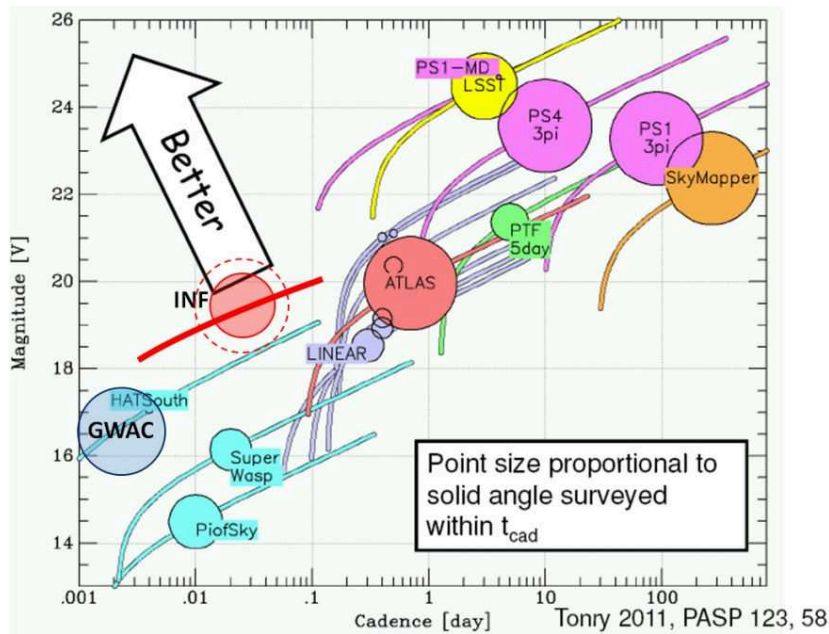 26
24
22
20
18
16
14
Magnitude [V]
Better
PS1-MD
LSST
PS4
3pi
PS1
3pi
SkyMapper
PTF
5day
ATLAS
INF
LINEAR
HATSouth
GWAC
Super
Wasp
PiofSky
Point size proportional to
solid angle surveyed
within tcad
.001
.01
.1
1
10
100
Cadence [day]
Tonry 2011, PASP 123, 58